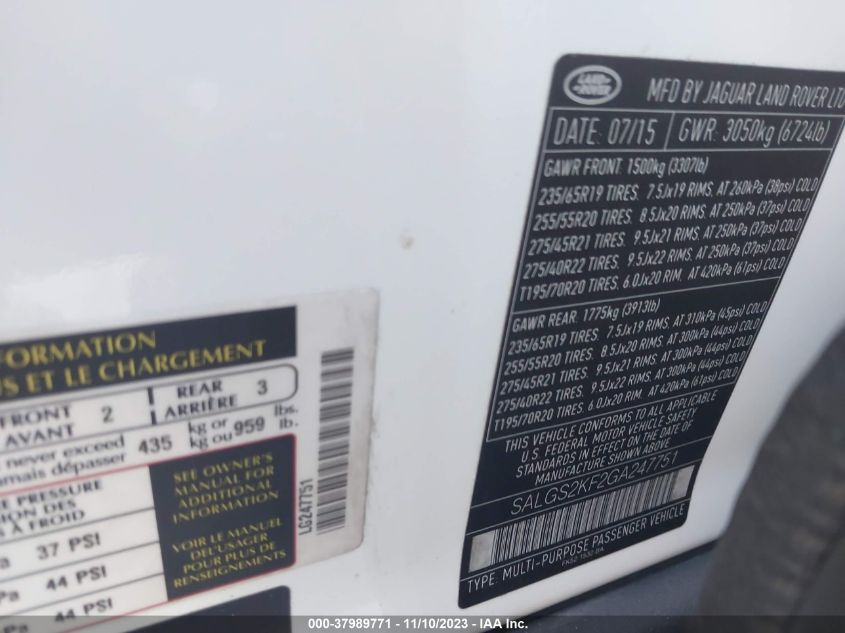 LAND ROVER
MFD BY JAGUAR LAND ROVER LTD
DATE: 07/15 GWR: 3050kg (6724lb)
GAWR FRONT: 1500kg (3307lb)
235/65R19 TIRES. 7.5Jx19 RIMS. AT 260kPa (38psi) COLD
255/55R20 TIRES. 8.5Jx20 RIMS. AT 250kPa (37psi) COLD
275/45R21 TIRES. 9.5Jx21 RIMS. AT 250kPa (37psi) COLD
275/40R22 TIRES. 9.5Jx22 RIMS. AT 250kPa (37psi) COLD
T195/70R20 TIRES. 6.0Jx20 RIM. AT 420kPa (61psi) COLD
GAWR REAR: 1775kg (3913lb)
235/65R19 TIRES. 7.5Jx19 RIMS. AT 310kPa (45psi) COLD
255/55R20 TIRES. 8.5Jx20 RIMS. AT 300kPa (44psi) COLD
275/45R21 TIRES. 9.5Jx21 RIMS. AT 300kPa (44psi) COLD
275/40R22 TIRES. 9.5Jx22 RIMS. AT 300kPa (44psi) COLD
T195/70R20 TIRES. 6.0Jx20 RIM. AT 420kPa (61psi) COLD
THIS VEHICLE CONFORMS TO ALL APPLICABLE
U.S. FEDERAL MOTOR VEHICLE SAFETY
STANDARDS IN EFFECT ON THE DATE OF
MANUFACTURE SHOWN ABOVE.
SALGS2KF2GA247751
TYPE: MULTI-PURPOSE PASSENGER VEHICLE
FORMATION
US ET LE CHARGEMENT
FRONT 2 REAR 3
AVANT ARRIÈRE
never exceed 435 kg or 959 lbs.
jamais dépasser kg ou lb.
E PRESSURE
ION DES
S À FROID
SEE OWNER'S
MANUAL FOR
ADDITIONAL
INFORMATION
VOIR LE MANUEL
DE L'USAGER
POUR PLUS DE
RENSEIGNEMENTS
a 37 PSI
a 44 PSI
a 44 PSI
LG247751
000-37989771 - 11/10/2023 - IAA Inc.